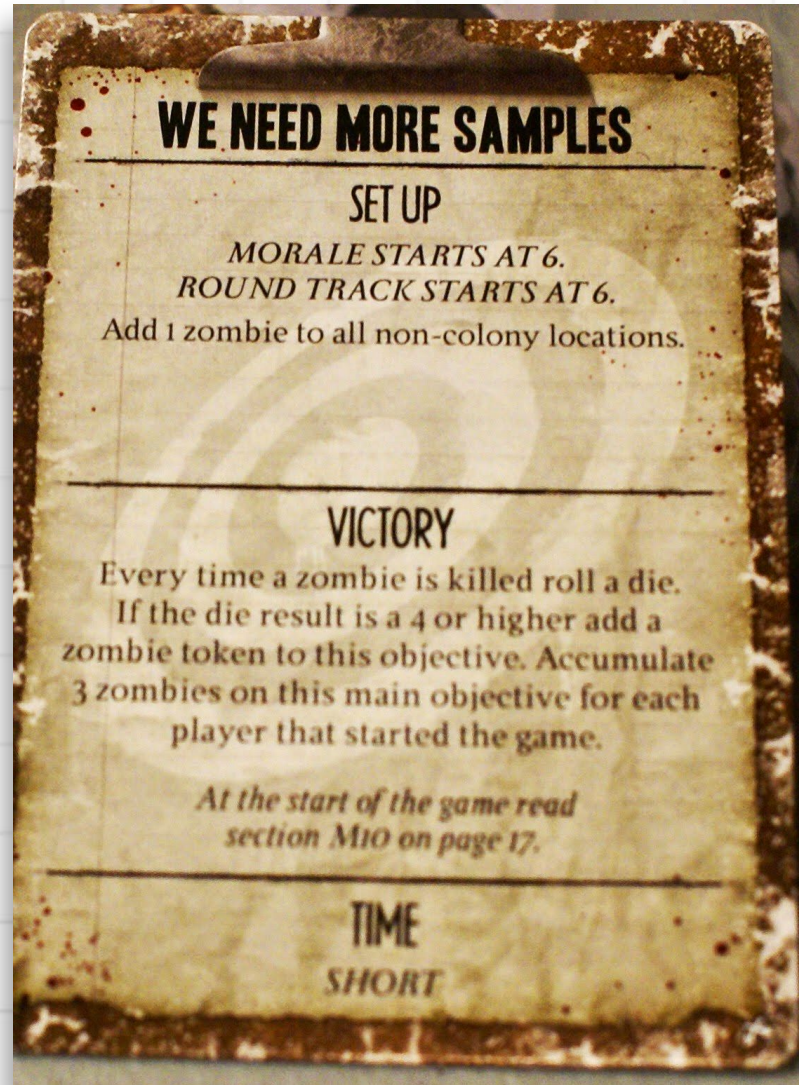 WE NEED MORE SAMPLES
SET UP
MORALE STARTS AT 6.
ROUND TRACK STARTS AT 6.
Add 1 zombie to all non-colony locations.
VICTORY
Every time a zombie is killed roll a die.
If the die result is a 4 or higher add a
zombie token to this objective. Accumulate
3 zombies on this main objective for each
player that started the game.
At the start of the game read
section M10 on page 17.
TIME
SHORT